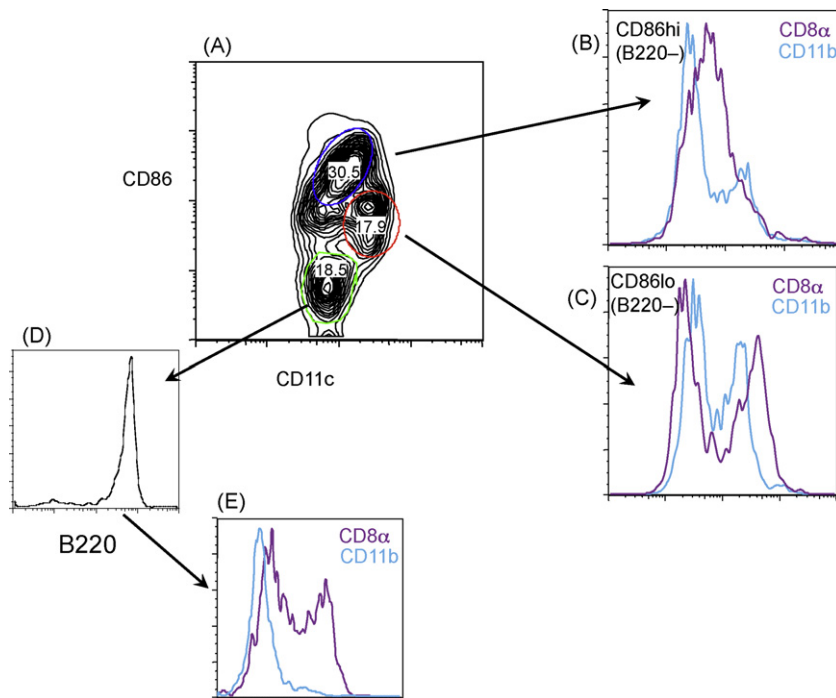 (A)
CD86
30.5
17.9
18.5
CD11c
(B)
CD86hi
(B220–)
CD8α
CD11b
(C)
CD86lo
(B220–)
CD8α
CD11b
(D)
B220
(E)
CD8α
CD11b